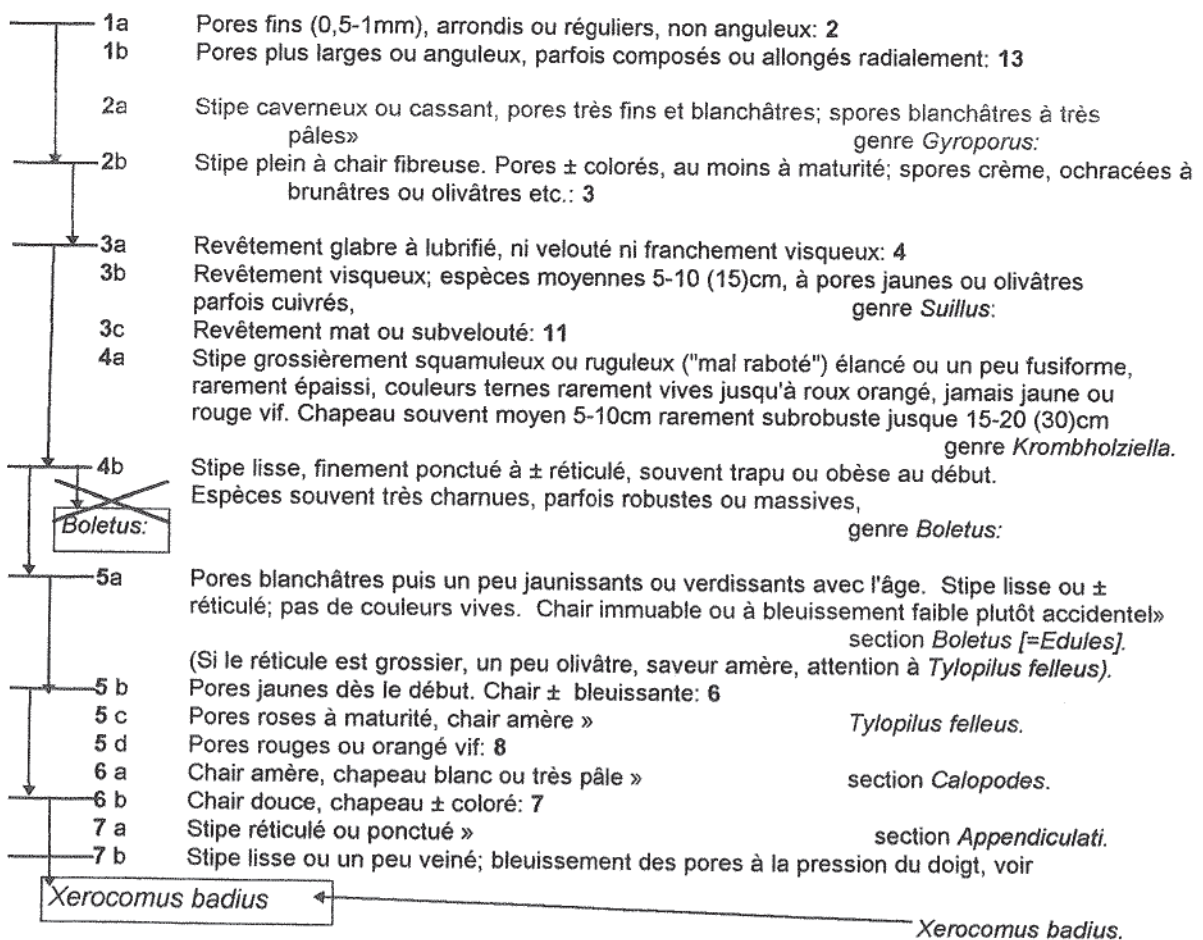 1a Pores fins (0,5-1mm), arrondis ou réguliers, non anguleux: 2
1b Pores plus larges ou anguleux, parfois composés ou allongés radialement: 13
2a Stipe caverneux ou cassant, pores très fins et blanchâtres; spores blanchâtres à très
pâles» genre Gyroporus:
2b Stipe plein à chair fibreuse. Pores ± colorés, au moins à maturité; spores crème, ochracées à
brunâtres ou olivâtres etc.: 3
3a Revêtement glabre à lubrifié, ni velouté ni franchement visqueux: 4
3b Revêtement visqueux; espèces moyennes 5-10 (15)cm, à pores jaunes ou olivâtres
parfois cuivrés, genre Suillus:
3c Revêtement mat ou subvelouté: 11
4a Stipe grossièrement squamuleux ou ruguleux ("mal raboté") élancé ou un peu fusiforme,
rarement épaissi, couleurs ternes rarement vives jusqu'à roux orangé, jamais jaune ou
rouge vif. Chapeau souvent moyen 5-10cm rarement subrobuste jusque 15-20 (30)cm
genre Krombholziella.
4b Stipe lisse, finement ponctué à ± réticulé, souvent trapu ou obèse au début.
Espèces souvent très charnues, parfois robustes ou massives,
Boletus: genre Boletus:
5a Pores blanchâtres puis un peu jaunissants ou verdissants avec l'âge. Stipe lisse ou ±
réticulé; pas de couleurs vives. Chair immuable ou à bleuissement faible plutôt accidentel»
section Boletus [=Edules].
(Si le réticule est grossier, un peu olivâtre, saveur amère, attention à Tylopilus felleus).
5 b Pores jaunes dès le début. Chair ± bleuissante: 6
5 c Pores roses à maturité, chair amère » Tylopilus felleus.
5 d Pores rouges ou orangé vif: 8
6 a Chair amère, chapeau blanc ou très pâle » section Calopodes.
6 b Chair douce, chapeau ± coloré: 7
7 a Stipe réticulé ou ponctué » section Appendiculati.
7 b Stipe lisse ou un peu veiné; bleuissement des pores à la pression du doigt, voir
Xerocomus badius
Xerocomus badius.